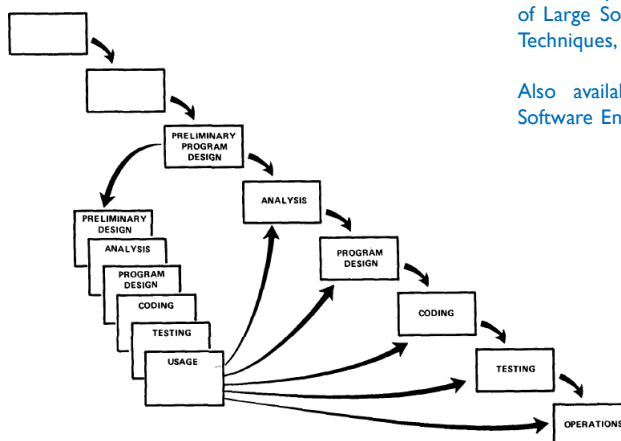 of Large So
Techniques,
Also availa
Software En
PRELIMINARY
PROGRAM
DESIGN
ANALYSIS
PROGRAM
DESIGN
CODING
TESTING
OPERATIONS
PRELIMINARY
DESIGN
ANALYSIS
PROGRAM
DESIGN
CODING
TESTING
USAGE